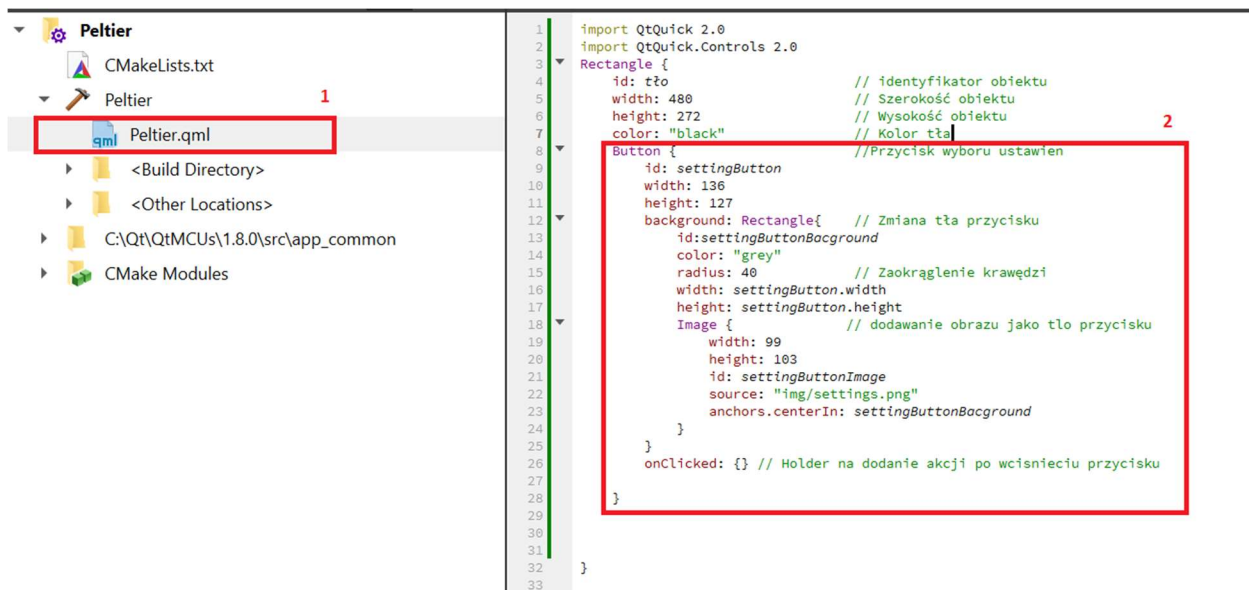 Peltier
CMakeLists.txt
Peltier
1
Peltier.qml
<Build Directory>
<Other Locations>
C:\Qt\QtMCUs\1.8.0\src\app_common
CMake Modules
1 import QtQuick 2.0
2 import QtQuick.Controls 2.0
3 Rectangle {
4 id: tło // identyfikator obiektu
5 width: 480 // Szerokość obiektu
6 height: 272 // Wysokość obiektu
2
7 color: "black" // Kolor tła
8 Button { //Przycisk wyboru ustawien
9 id: settingButton
10 width: 136
11 height: 127
12 background: Rectangle{ // Zmiana tła przycisku
13 id:settingButtonBacground
14 color: "grey"
15 radius: 40 // Zaokrąglenie krawędzi
16 width: settingButton.width
17 height: settingButton.height
18 Image { // dodawanie obrazu jako tlo przycisku
19 width: 99
20 height: 103
21 id: settingButtonImage
22 source: "img/settings.png"
23 anchors.centerIn: settingButtonBacground
24 }
25 }
26 onClicked: {} // Holder na dodanie akcji po wcisnieciu przycisku
27
28 }
29
30
31
32 }
33